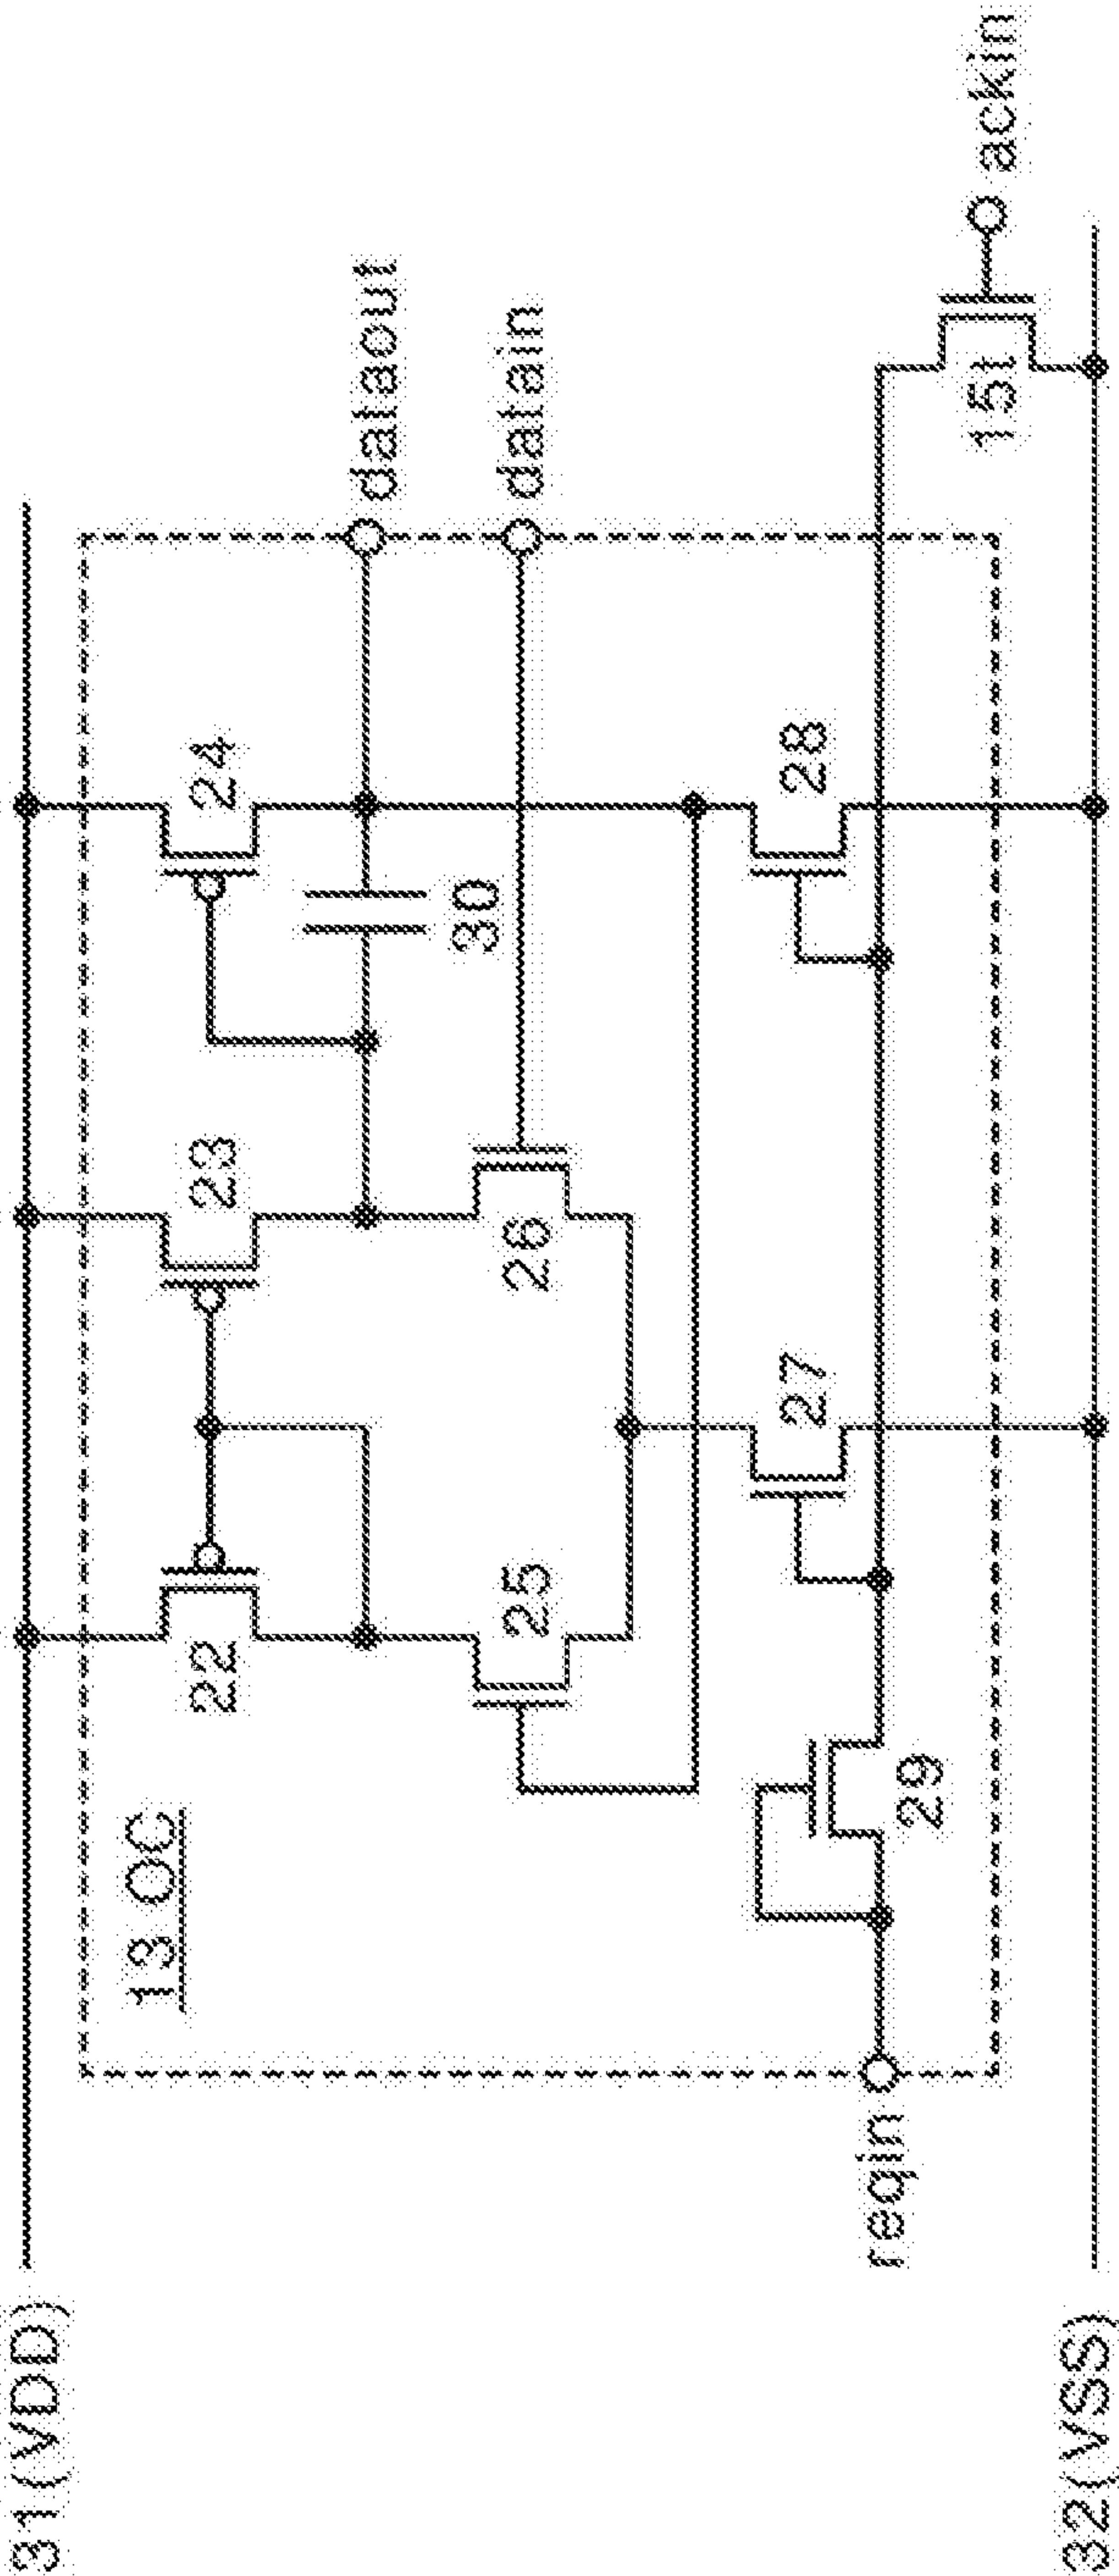 31(VDD)
13 OC
22
23
24
30
dataout
25
26
datain
27
28
29
reqin
15t
ackin
32(VSS)